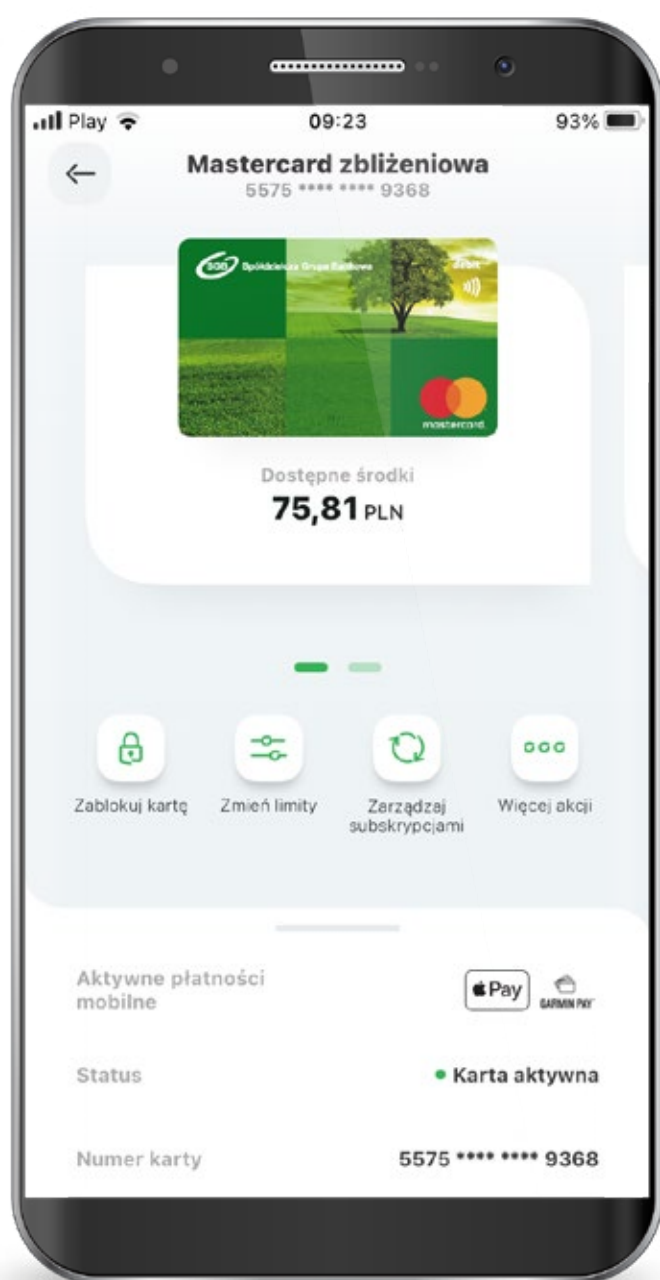 Play 09:23 93%
Mastercard zbliżeniowa
5575 **** **** 9368
SGB Spółdzielcza Grupa Bankowa debit
mastercard.
Dostępne środki
75,81 PLN
Zablokuj kartę Zmień limity Zarządzaj subskrypcjami Więcej akcji
Aktywne płatności
mobilne
Pay GARMIN PAY
Status Karta aktywna
Numer karty 5575 **** **** 9368